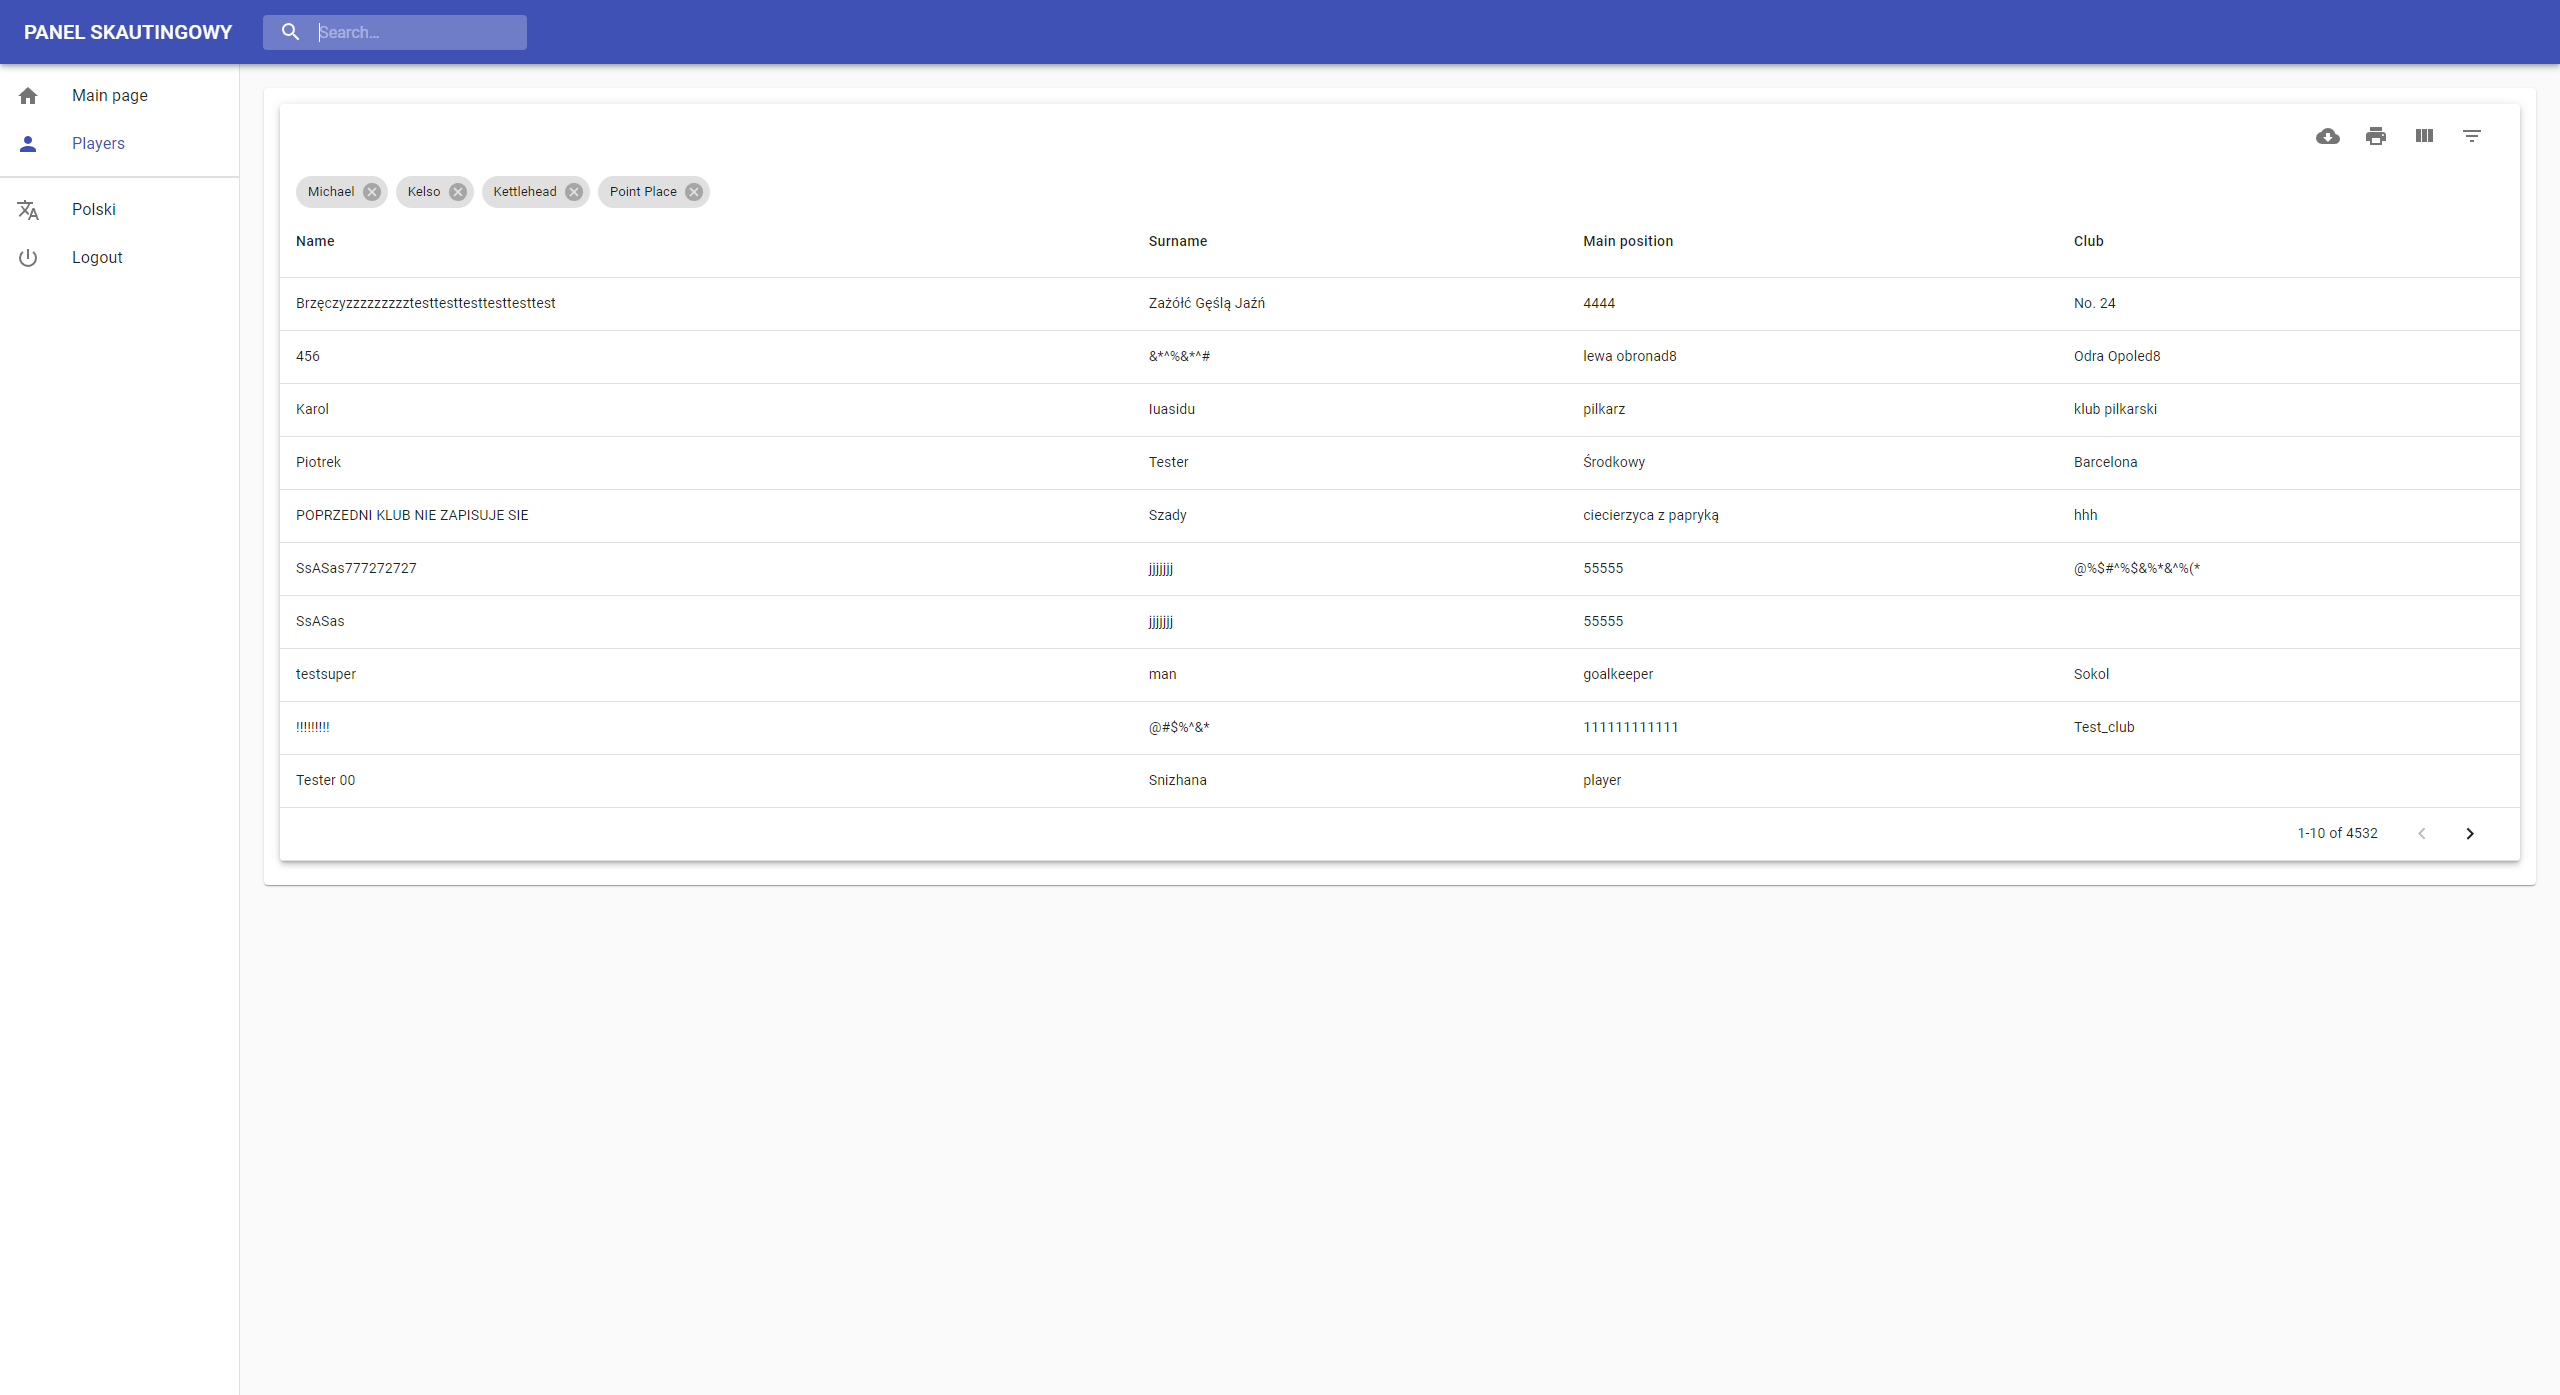 PANEL SKAUTINGOWY Search...
Main page
Players
Polski
Logout
Michael Kelso Kettlehead Point Place
Name Surname Main position Club
Brzęczyzzzzzzzzztesttesttesttesttesttest Zażółć Gęślą Jaźń 4444 No. 24
456 &*^%&*^# lewa obronad8 Odra Opoled8
Karol Iuasidu pilkarz klub pilkarski
Piotrek Tester Środkowy Barcelona
POPRZEDNI KLUB NIE ZAPISUJE SIE Szady ciecierzyca z papryką hhh
SsASas777272727 jjjjjjj 55555 @%$#^%$&%*&^%(*
SsASas jjjjjjj 55555
testsuper man goalkeeper Sokol
!!!!!!!!! @#$%^&* 111111111111 Test_club
Tester 00 Snizhana player
1-10 of 4532